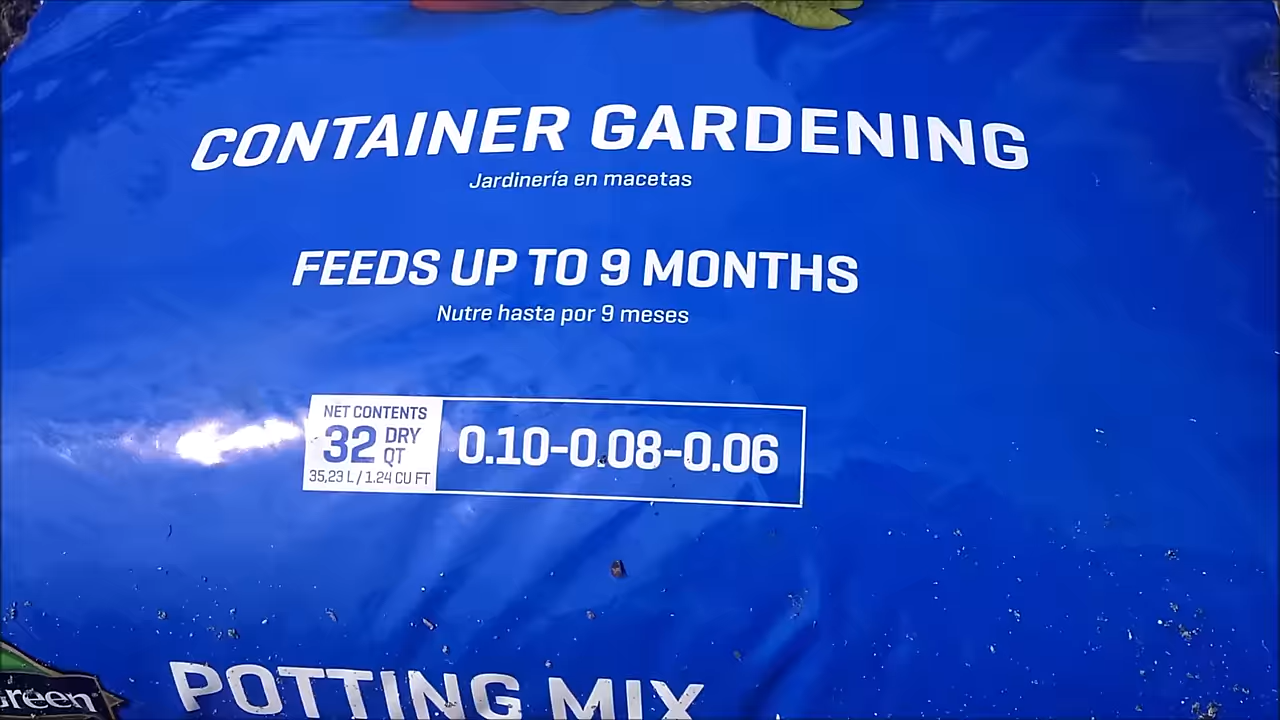 CONTAINER GARDENING
Jardinería en macetas
FEEDS UP TO 9 MONTHS
Nutre hasta por 9 meses
NET CONTENTS
32 DRY QT
35,23 L / 1.24 CU FT
0.10-0.08-0.06
POTTING MIX